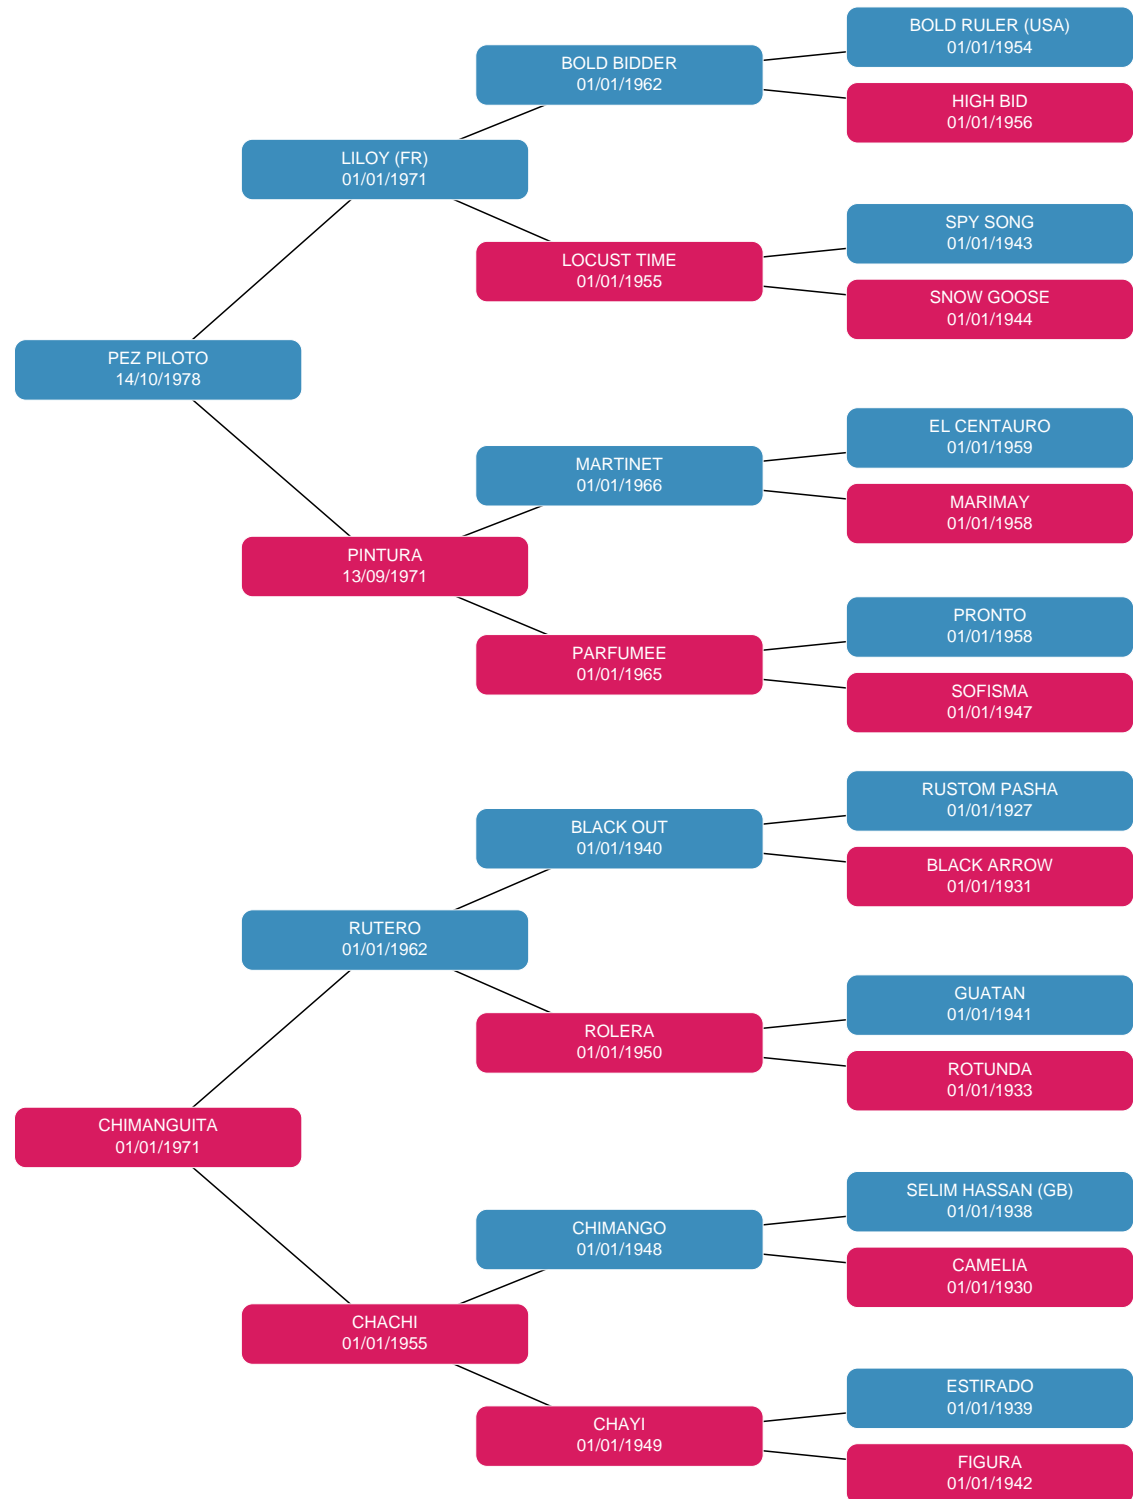 BOLD RULER (USA)
01/01/1954
BOLD BIDDER
01/01/1962
HIGH BID
01/01/1956
LILOY (FR)
01/01/1971
SPY SONG
01/01/1943
LOCUST TIME
01/01/1955
SNOW GOOSE
01/01/1944
PEZ PILOTO
14/10/1978
EL CENTAURO
01/01/1959
MARTINET
01/01/1966
MARIMAY
01/01/1958
PINTURA
13/09/1971
PRONTO
01/01/1958
PARFUMEE
01/01/1965
SOFISMA
01/01/1947
RUSTOM PASHA
01/01/1927
BLACK OUT
01/01/1940
BLACK ARROW
01/01/1931
RUTERO
01/01/1962
GUATAN
01/01/1941
ROLERA
01/01/1950
ROTUNDA
01/01/1933
CHIMANGUITA
01/01/1971
SELIM HASSAN (GB)
01/01/1938
CHIMANGO
01/01/1948
CAMELIA
01/01/1930
CHACHI
01/01/1955
ESTIRADO
01/01/1939
CHAYI
01/01/1949
FIGURA
01/01/1942